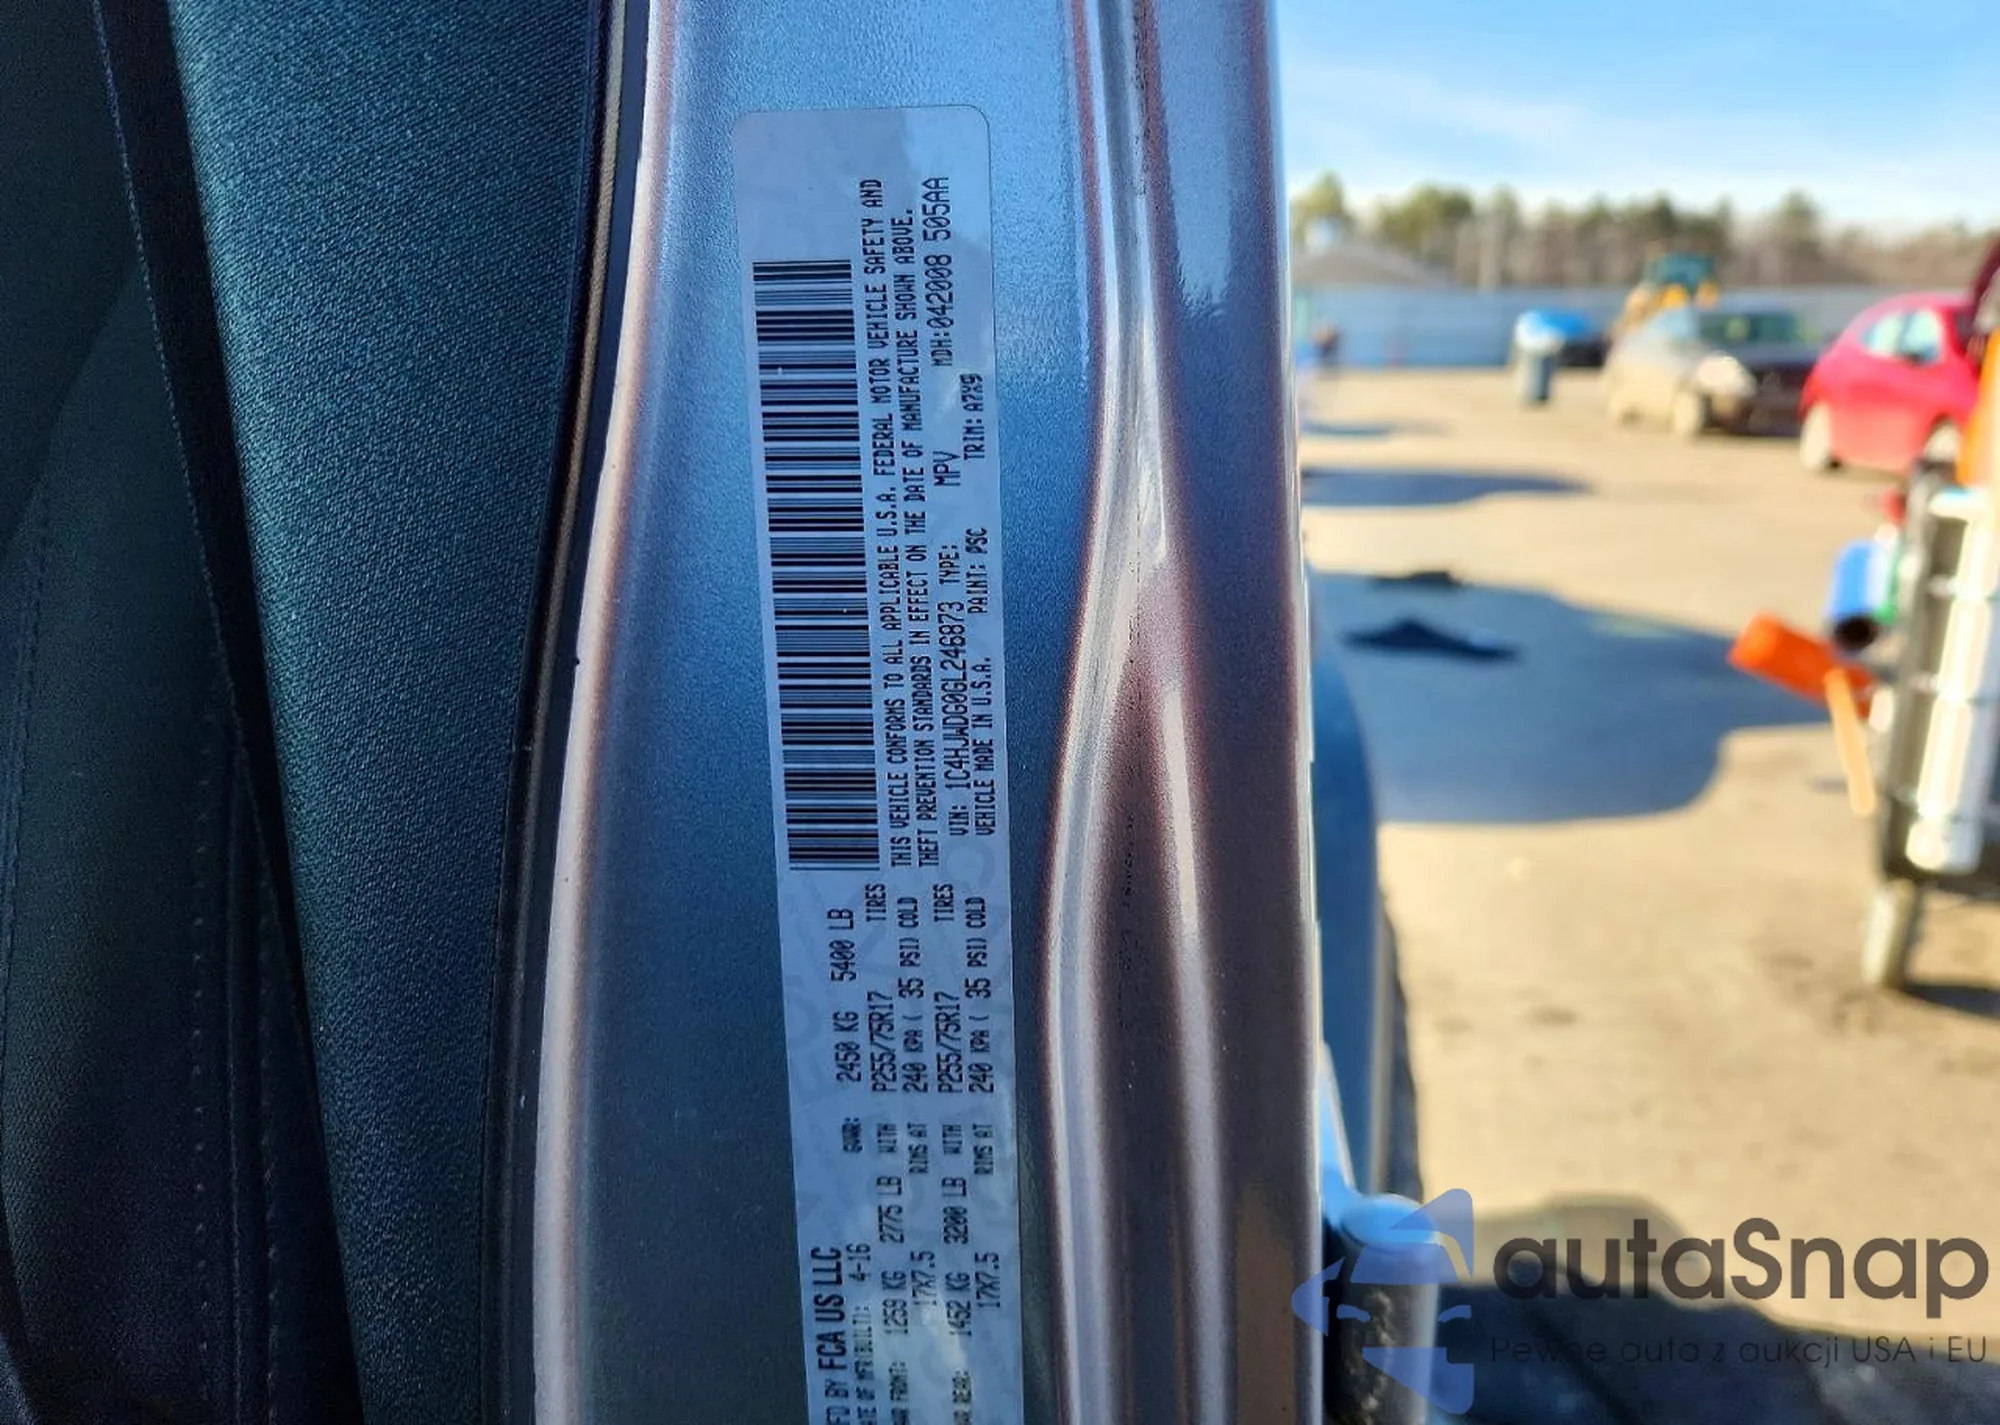 MFD BY FCA US LLC
DATE OF MFR(BUILT): 4-16 GVWR: 2450 KG 5400 LB
GAWR FRONT: 1259 KG 2775 LB WITH P255/75R17 TIRES
17X7.5 RIMS AT 240 KPA ( 35 PSI) COLD
GAWR REAR: 1452 KG 3200 LB WITH P255/75R17 TIRES
17X7.5 RIMS AT 240 KPA ( 35 PSI) COLD
THIS VEHICLE CONFORMS TO ALL APPLICABLE U.S.A. FEDERAL MOTOR VEHICLE SAFETY AND
THEFT PREVENTION STANDARDS IN EFFECT ON THE DATE OF MANUFACTURE SHOWN ABOVE.
VIN: 1C4HJWDG0GL246873 TYPE: MPV MDH:042008 505AA
VEHICLE MADE IN U.S.A. PAINT: PSC TRIM: A7X9
autaSnap
Pewne auta z aukcji USA i EU